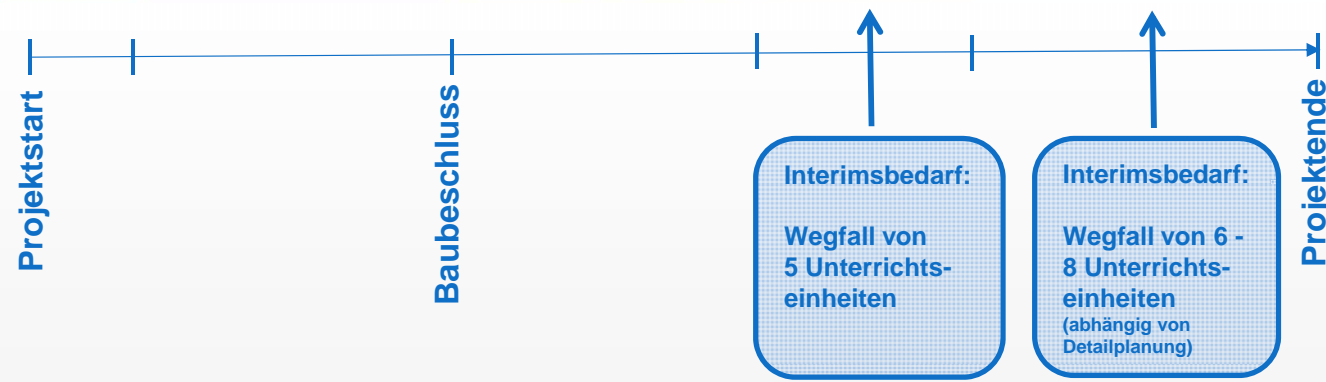 Projektstart
Baubeschluss
Interimsbedarf:
Wegfall von
5 Unterrichts-
einheiten
Interimsbedarf:
Wegfall von 6 -
8 Unterrichts-
einheiten
(abhängig von
Detailplanung)
Projektende